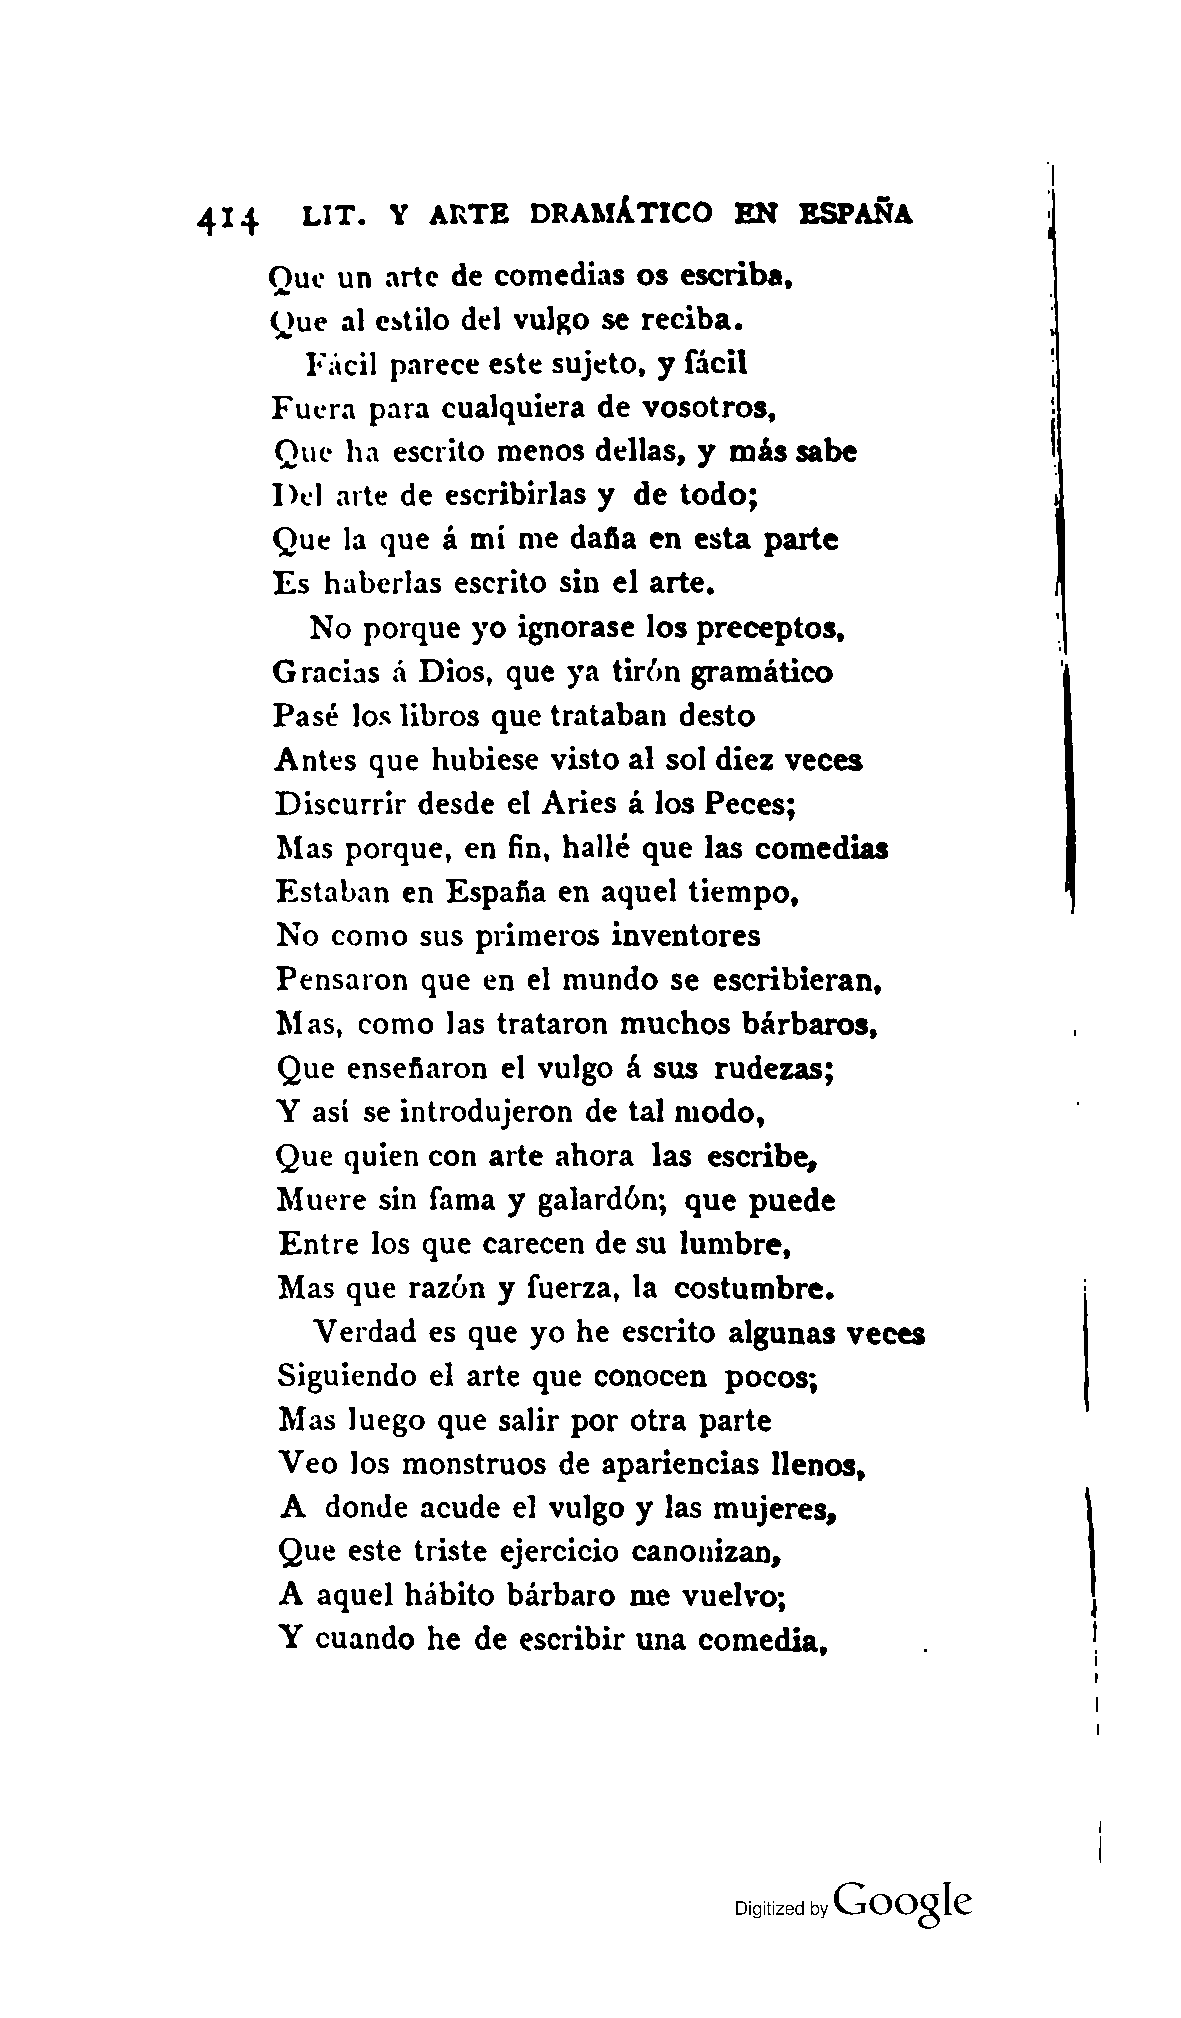 414 LIT. Y ARTE DRAMÁTICO EN ESPAÑA
Que un arte de comedias os escriba,
Que al estilo del vulgo se reciba.
Fácil parece este sujeto, y fácil
Fuera para cualquiera de vosotros,
Que ha escrito menos dellas, y más sabe
Del arte de escribirlas y de todo;
Que la que á mí me daña en esta parte
Es haberlas escrito sin el arte.
No porque yo ignorase los preceptos,
Gracias á Dios, que ya tirón gramático
Pasé los libros que trataban desto
Antes que hubiese visto al sol diez veces
Discurrir desde el Aries á los Peces;
Mas porque, en fin, hallé que las comedias
Estaban en España en aquel tiempo,
No como sus primeros inventores
Pensaron que en el mundo se escribieran,
Mas, como las trataron muchos bárbaros,
Que enseñaron el vulgo á sus rudezas;
Y así se introdujeron de tal modo,
Que quien con arte ahora las escribe,
Muere sin fama y galardón; que puede
Entre los que carecen de su lumbre,
Mas que razón y fuerza, la costumbre.
Verdad es que yo he escrito algunas veces
Siguiendo el arte que conocen pocos;
Mas luego que salir por otra parte
Veo los monstruos de apariencias llenos,
A donde acude el vulgo y las mujeres,
Que este triste ejercicio canonizan,
A aquel hábito bárbaro me vuelvo;
Y cuando he de escribir una comedia,
Digitized by Google